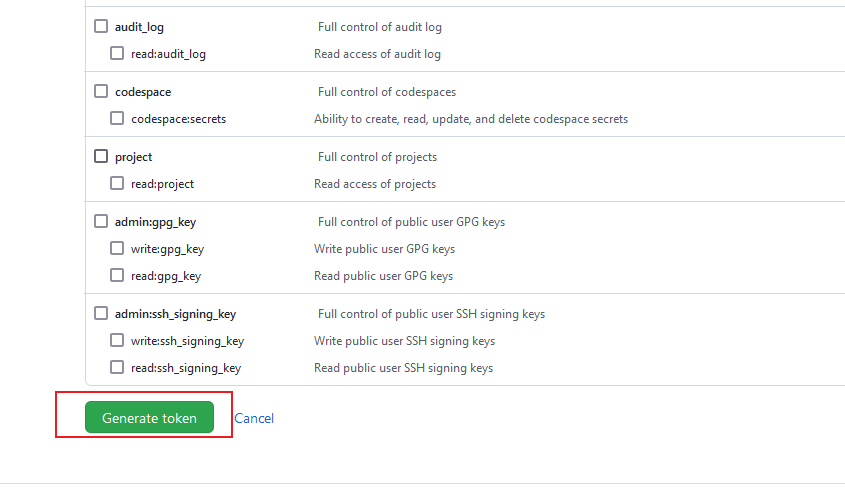 audit_log Full control of audit log
read:audit_log Read access of audit log
codespace Full control of codespaces
codespace:secrets Ability to create, read, update, and delete codespace secrets
project Full control of projects
read:project Read access of projects
admin:gpg_key Full control of public user GPG keys
write:gpg_key Write public user GPG keys
read:gpg_key Read public user GPG keys
admin:ssh_signing_key Full control of public user SSH signing keys
write:ssh_signing_key Write public user SSH signing keys
read:ssh_signing_key Read public user SSH signing keys
Generate token Cancel